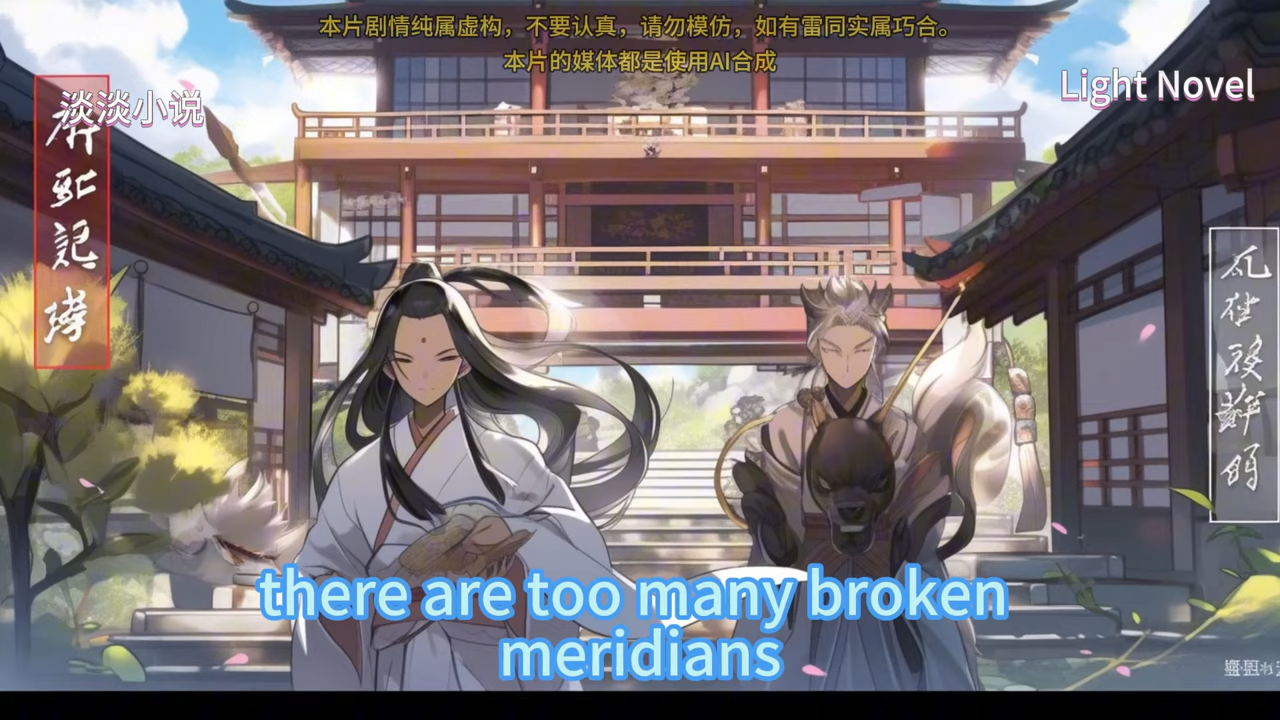 本片剧情纯属虚构，不要认真，请勿模仿，如有雷同实属巧合。
本片的媒体都是使用AI合成
淡淡小说
Light Novel
there are too many broken
meridians